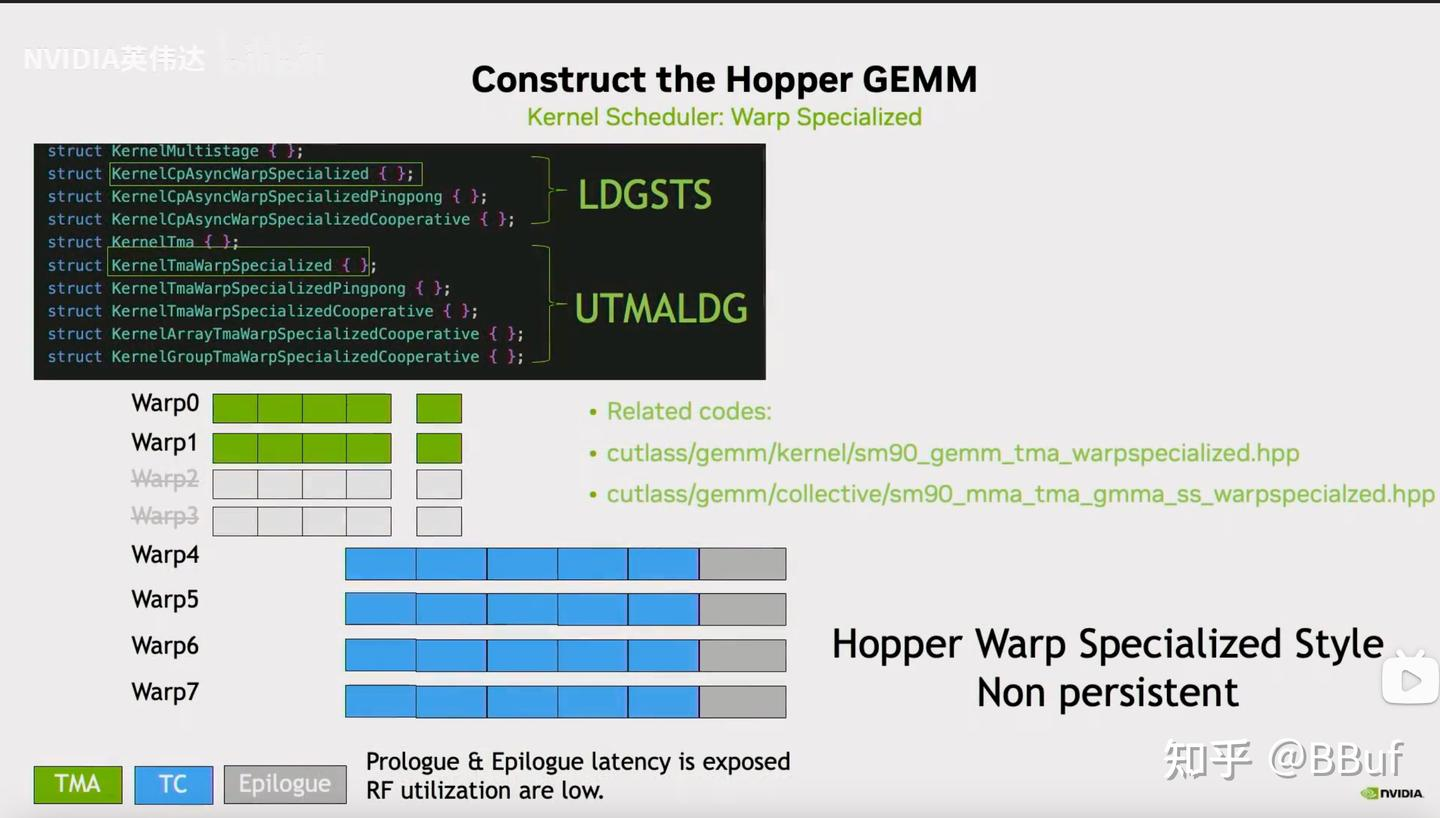 NVIDIA英伟达 bilibili
Construct the Hopper GEMM
Kernel Scheduler: Warp Specialized
struct KernelMultistage { };
struct KernelCpAsyncWarpSpecialized { };
struct KernelCpAsyncWarpSpecializedPingpong { };
struct KernelCpAsyncWarpSpecializedCooperative { };
LDGSTS
struct KernelTma { };
struct KernelTmaWarpSpecialized { };
struct KernelTmaWarpSpecializedPingpong { };
struct KernelTmaWarpSpecializedCooperative { };
struct KernelArrayTmaWarpSpecializedCooperative { };
struct KernelGroupTmaWarpSpecializedCooperative { };
UTMALDG
Warp0
Warp1
Warp2
Warp3
Warp4
Warp5
Warp6
Warp7
• Related codes:
• cutlass/gemm/kernel/sm90_gemm_tma_warpspecialized.hpp
• cutlass/gemm/collective/sm90_mma_tma_gmma_ss_warpspecialzed.hpp
Hopper Warp Specialized Style
Non persistent
TMA
TC
Epilogue
Prologue & Epilogue latency is exposed
RF utilization are low.
知乎 @BBuf
NVIDIA